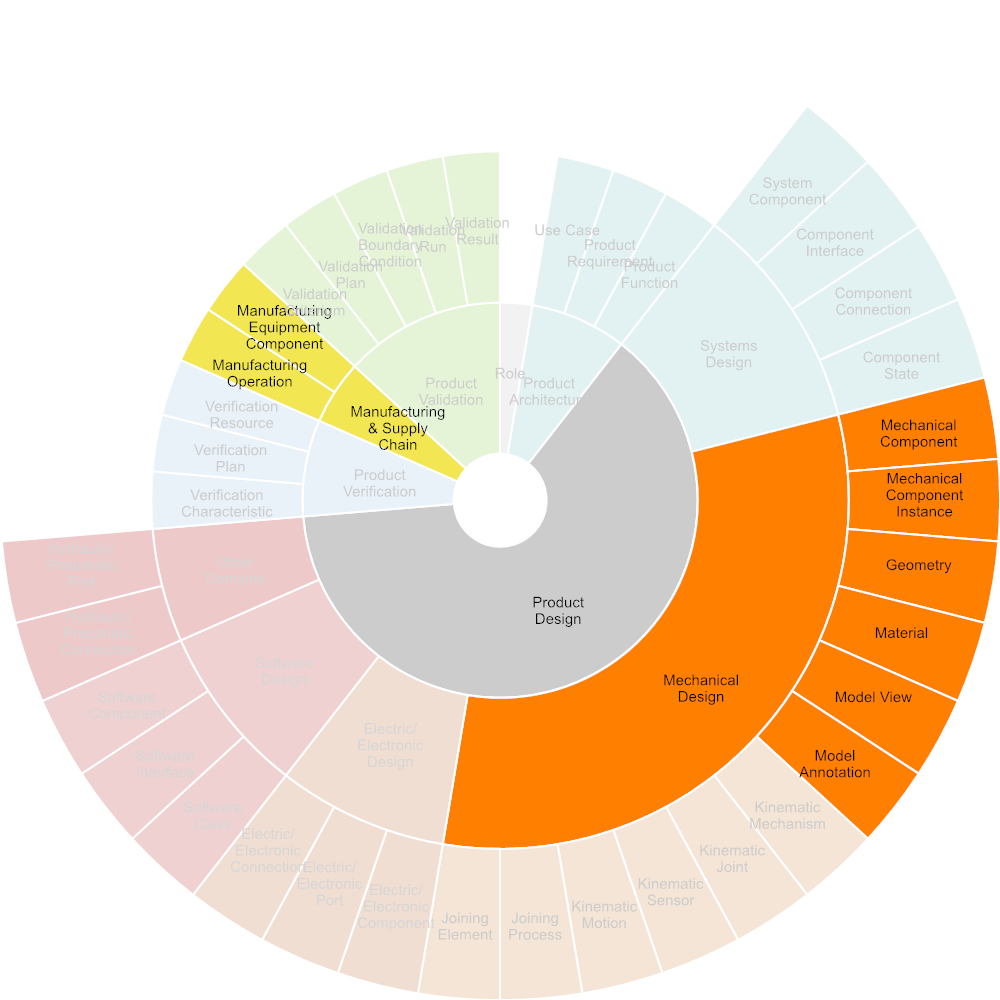 System
Component
Component
Interface
Component
Connection
Component
State
Use Case
Product
Requirement
Product
Function
Systems
Design
Role
Product
Architecture
Mechanical
Component
Mechanical
Component
Instance
Geometry
Material
Model View
Model
Annotation
Mechanical
Design
Product
Design
Kinematic
Mechanism
Kinematic
Joint
Kinematic
Sensor
Kinematic
Motion
Joining
Process
Joining
Element
Electric/
Electronic
Component
Electric/
Electronic
Port
Electric/
Electronic
Connection
Electric/
Electronic
Design
Software
Design
Software
Component
Software
Interface
Software
Verification
Characteristic
Verification
Plan
Verification
Resource
Product
Verification
Manufacturing
Operation
Manufacturing
Equipment
Component
Manufacturing
& Supply
Chain
Product
Validation
Validation
Validation
Plan
Validation
Boundary
Condition
Validation
Run
Validation
Result